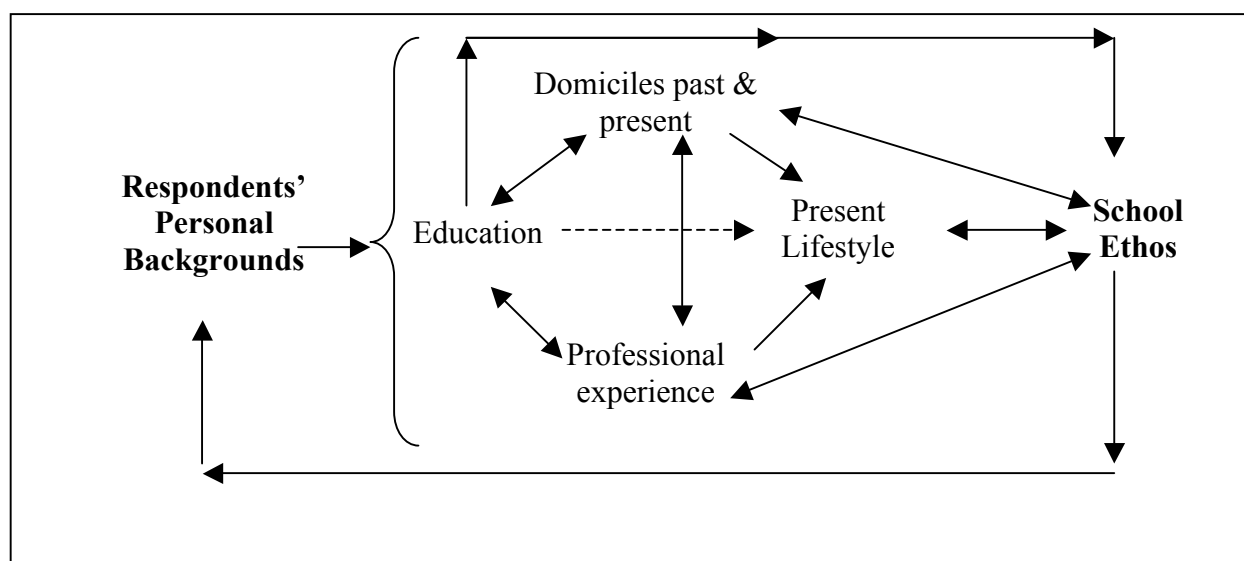 Domiciles past &
present
Respondents’
Personal
Backgrounds
Education
Present
Lifestyle
School
Ethos
Professional
experience